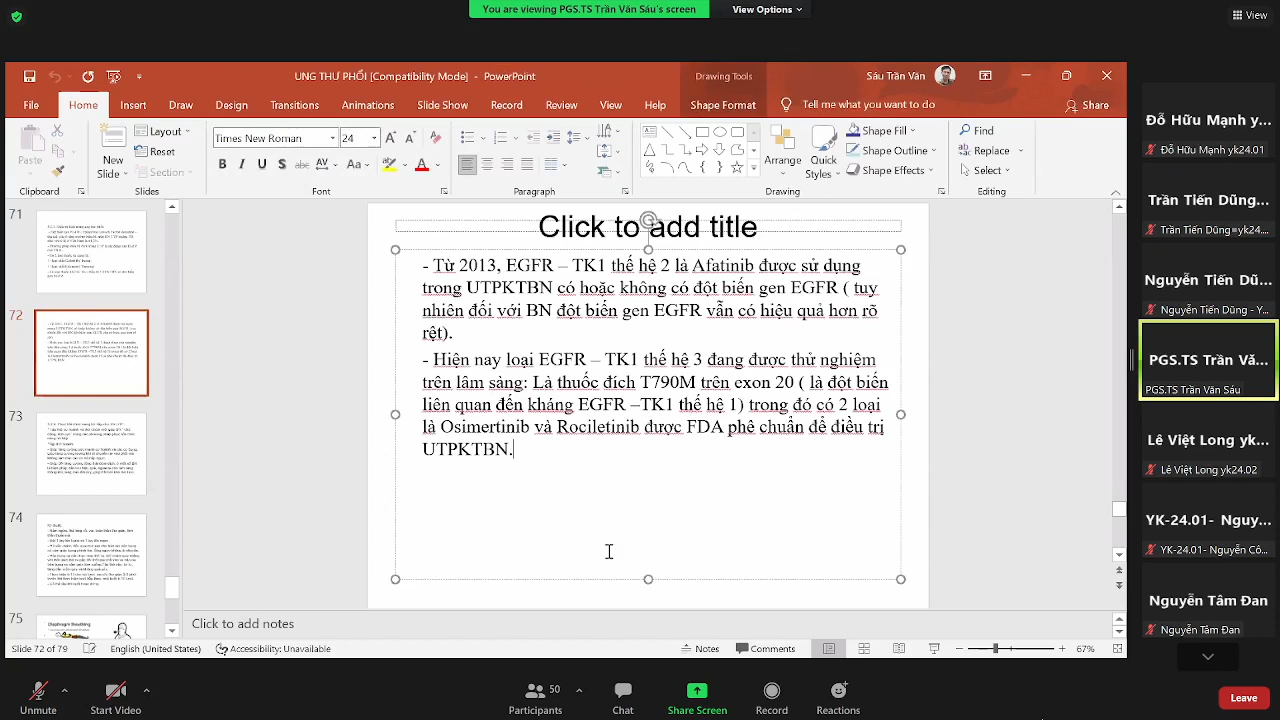 You are viewing PGS.TS Trần Văn Sáu's screen
View Options
View
UNG THƯ PHỔI [Compatibility Mode] - PowerPoint
Drawing Tools
Sáu Trần Văn
File
Home
Insert
Draw
Design
Transitions
Animations
Slide Show
Record
Review
View
Help
Shape Format
Tell me what you want to do
Share
Paste
New
Slide
Layout
Reset
Section
Times New Roman
24
Arrange
Quick
Styles
Shape Fill
Shape Outline
Shape Effects
Find
Replace
Select
Clipboard
Slides
Font
Paragraph
Drawing
Editing
71
72
73
74
75
Click to add title
- Từ 2013, EGFR – TK1 thế hệ 2 là Afatinib được sử dụng
trong UTPKTBN có hoặc không có đột biến gen EGFR ( tuy
nhiên đối với BN đột biến gen EGFR vẫn có hiệu quả hơn rõ
rệt).
- Hiện nay loại EGFR – TK1 thế hệ 3 đang được thử nghiệm
trên lâm sàng: Là thuốc đích T790M trên exon 20 ( là đột biến
liên quan đến kháng EGFR –TK1 thế hệ 1) trong đó có 2 loại
là Osimertinib và Rociletinib được FDA phê chuẩn để điều trị
UTPKTBN.
Click to add notes
Slide 72 of 79
English (United States)
Accessibility: Unavailable
Notes
Comments
67%
Đỗ Hữu Mạnh y...
Đỗ Hữu Mạnh yk24.01
Trần Tiến Dũng...
Trần Tiến Dũng=yk24....
Nguyễn Tiến Dũ...
Nguyễn Tiến Dũng - Y...
PGS.TS Trần Vă...
PGS.TS Trần Văn Sáu
Lê Việt Long yk...
Lê Việt Long yk24.02
YK-24.01- Nguy...
YK-24.01- Nguyễn Cô...
Nguyễn Tâm Đan
Nguyễn Tâm Đan
Unmute
Start Video
50
Participants
Chat
Share Screen
Record
Reactions
Leave